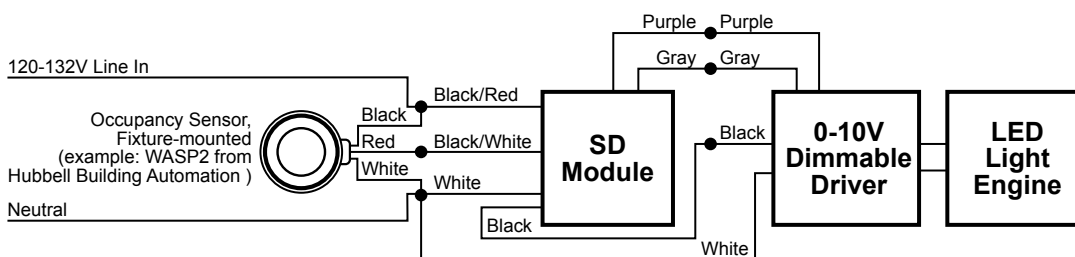 Purple
Purple
Gray
Gray
120-132V Line In
Black/Red
Black
Occupancy Sensor,
Fixture-mounted
(example: WASP2 from
Hubbell Building Automation )
Red
Black/White
White
White
Neutral
Black
SD
Module
Black
White
0-10V
Dimmable
Driver
LED
Light
Engine